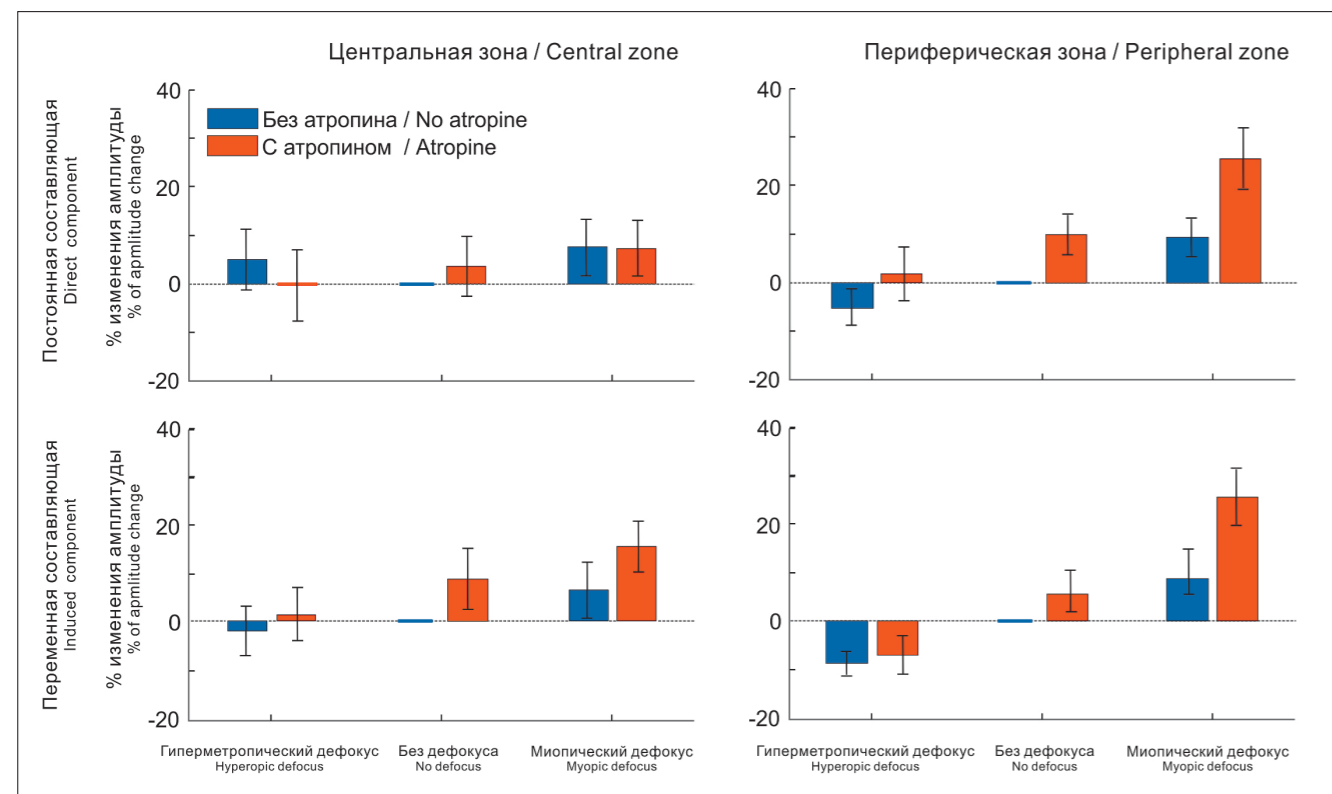 Центральная зона / Central zone
Периферическая зона / Peripheral zone
Постоянная составляющая
Direct component
% изменения амплитуды
% of apmlitude change
40
20
0
-20
Без атропина / No atropine
С атропином / Atropine
40
20
0
-20
Переменная составляющая
Induced component
% изменения амплитуды
% of apmlitude change
40
20
0
-20
40
20
0
-20
Гиперметропический дефокус
Hyperopic defocus
Без дефокуса
No defocus
Миопический дефокус
Myopic defocus
Гиперметропический дефокус
Hyperopic defocus
Без дефокуса
No defocus
Миопический дефокус
Myopic defocus